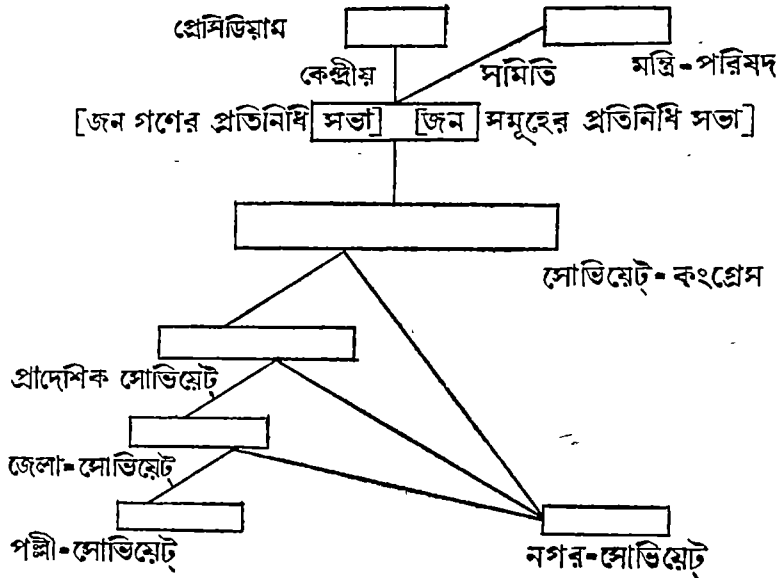 প্রেসিডিয়াম
কেন্দ্রীয় সমিতি মন্ত্রি-পরিষদ
[জন গণের প্রতিনিধি সভা] [জন সমূহের প্রতিনিধি সভা]
সোভিয়েট্-কংগ্রেস
প্রাদেশিক সোভিয়েট্
জেলা-সোভিয়েট্
পল্লী-সোভিয়েট্ নগর-সোভিয়েট্